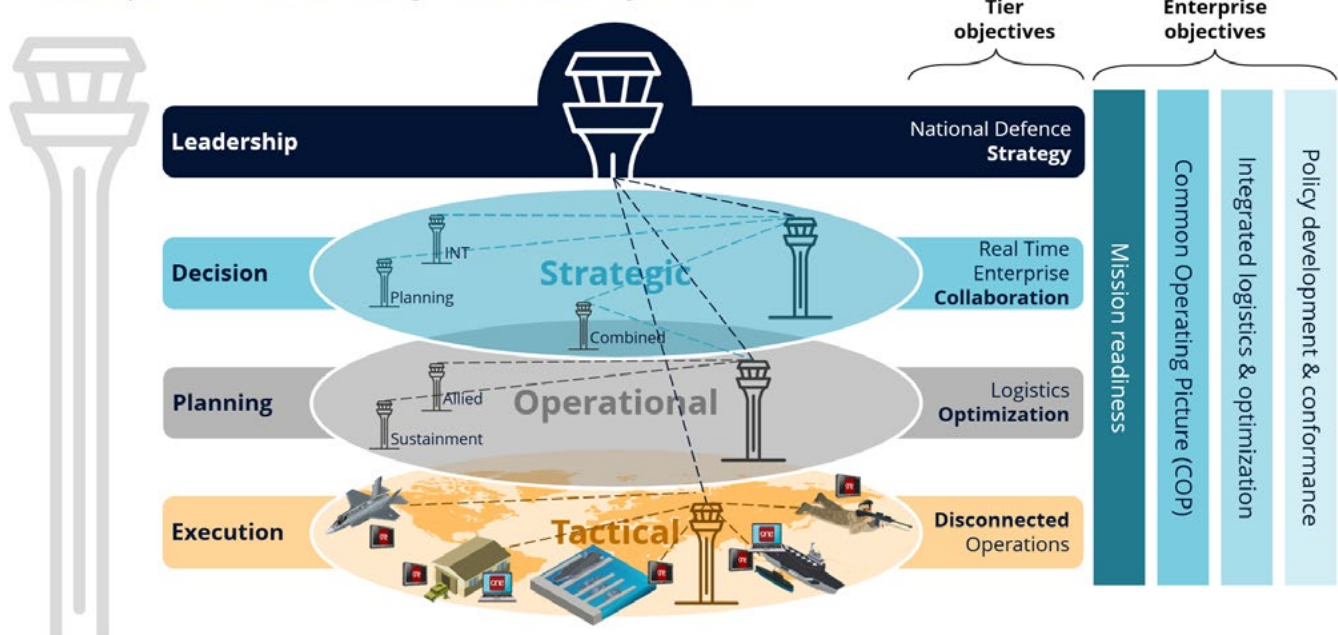 Tier
objectives
Enterprise
objectives
Leadership
National Defence
Strategy
Decision
INT
Planning
Strategic
Combined
Real Time
Enterprise
Collaboration
Planning
Allied
Sustainment
Operational
Logistics
Optimization
Execution
Tactical
one
one
Disconnected
Operations
Mission readiness
Common Operating Picture (COP)
Integrated logistics & optimization
Policy development & conformance